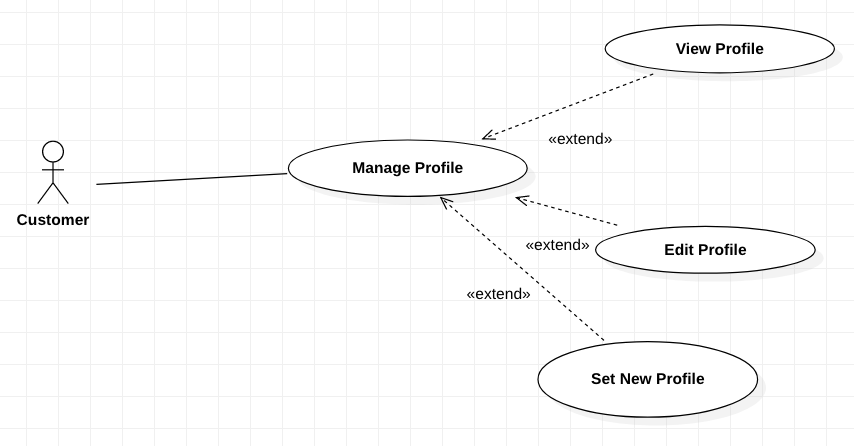 View Profile
«extend»
Manage Profile
Customer
«extend»
Edit Profile
«extend»
Set New Profile